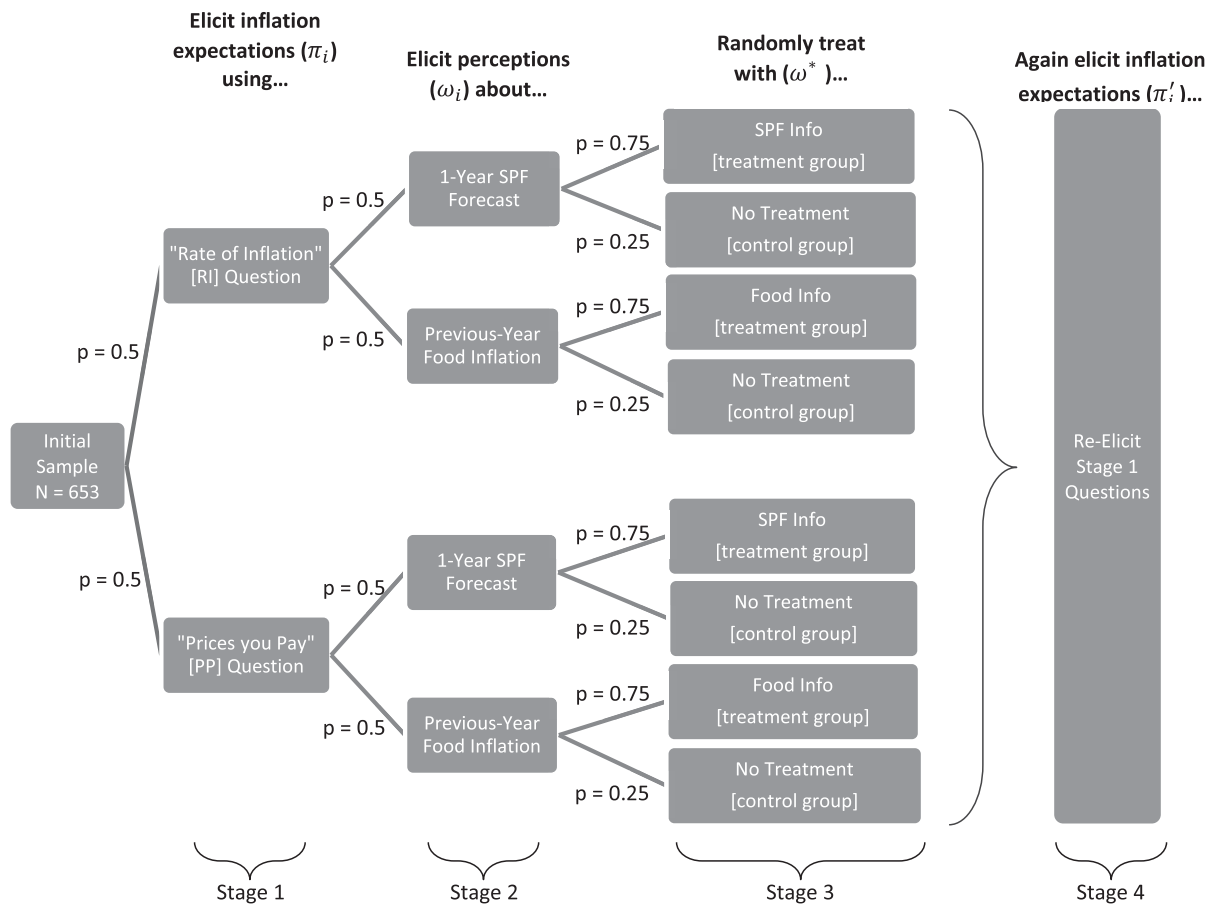 Elicit inflation
expectations (π_i)
using...
Elicit perceptions
(ω_i) about...
Randomly treat
with (ω* )...
Again elicit inflation
expectations (π′_i)...
Initial
Sample
N = 653
p = 0.5
p = 0.5
"Rate of Inflation"
[RI] Question
p = 0.5
p = 0.5
1-Year SPF
Forecast
p = 0.75
p = 0.25
SPF Info
[treatment group]
No Treatment
[control group]
Previous-Year
Food Inflation
p = 0.75
p = 0.25
Food Info
[treatment group]
No Treatment
[control group]
"Prices you Pay"
[PP] Question
p = 0.5
p = 0.5
1-Year SPF
Forecast
p = 0.75
p = 0.25
SPF Info
[treatment group]
No Treatment
[control group]
Previous-Year
Food Inflation
p = 0.75
p = 0.25
Food Info
[treatment group]
No Treatment
[control group]
Re-Elicit
Stage 1
Questions
Stage 1
Stage 2
Stage 3
Stage 4